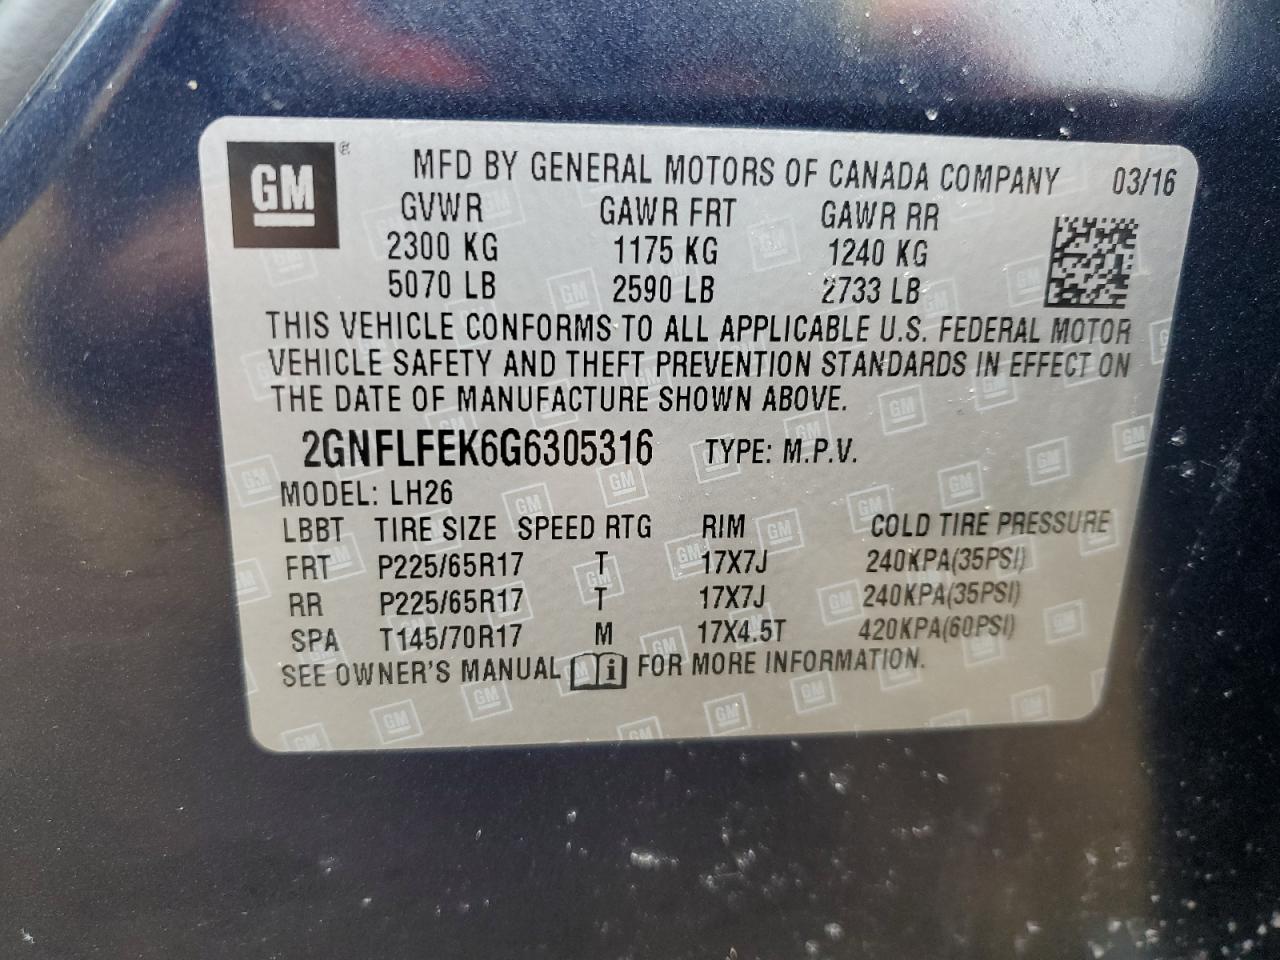 GM ®
MFD BY GENERAL MOTORS OF CANADA COMPANY 03/16
GVWR GAWR FRT GAWR RR
2300 KG 1175 KG 1240 KG
5070 LB 2590 LB 2733 LB
THIS VEHICLE CONFORMS TO ALL APPLICABLE U.S. FEDERAL MOTOR
VEHICLE SAFETY AND THEFT PREVENTION STANDARDS IN EFFECT ON
THE DATE OF MANUFACTURE SHOWN ABOVE.
2GNFLFEK6G6305316 TYPE: M.P.V.
MODEL: LH26
LBBT TIRE SIZE SPEED RTG RIM COLD TIRE PRESSURE
FRT P225/65R17 T 17X7J 240KPA(35PSI)
RR P225/65R17 T 17X7J 240KPA(35PSI)
SPA T145/70R17 M 17X4.5T 420KPA(60PSI)
SEE OWNER'S MANUAL i FOR MORE INFORMATION.